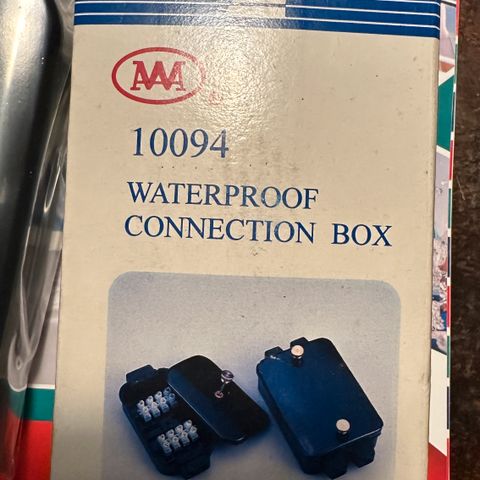 AAA
10094
WATERPROOF
CONNECTION BOX